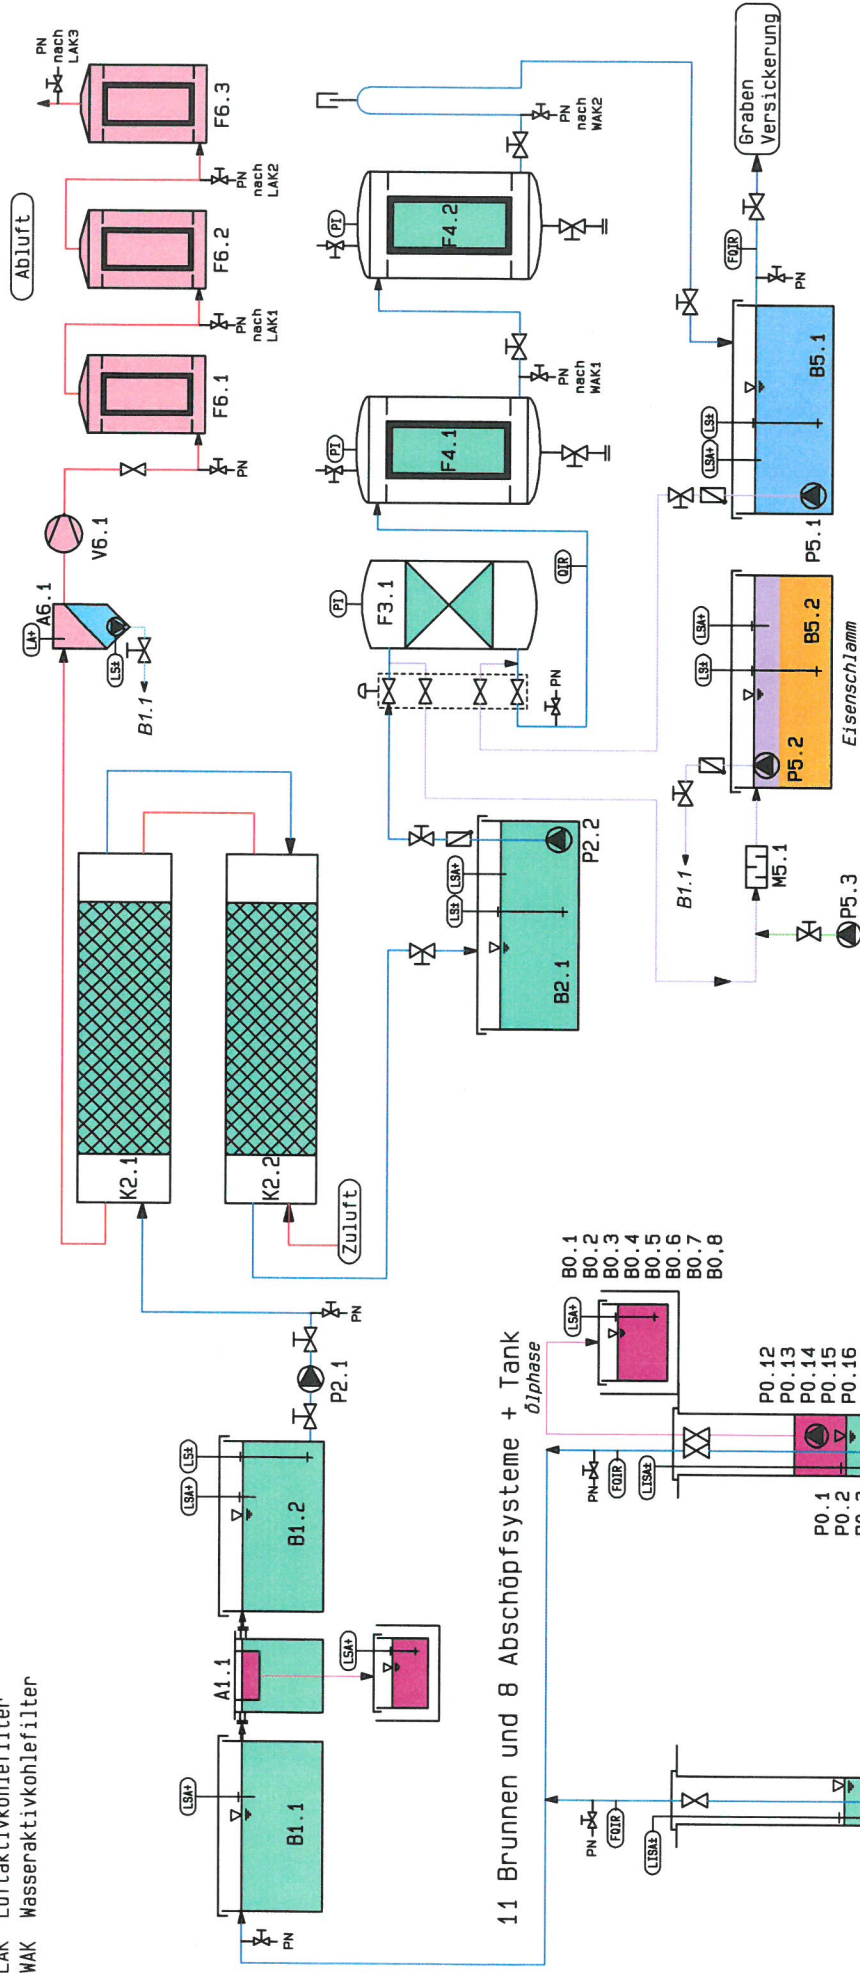 LAK Luftaktivkohlefilter
WAK Wasseraktivkohlefilter
LSA+
B1.1
PN
A1.1
LSA+
LSA+
LS±
B1.2
P2.1
PN
K2.1
K2.2
Zuluft
LA+
A6.1
LS±
B1.1
V6.1
PN
F6.1
PN
nach
LAK1
F6.2
PN
nach
LAK2
F6.3
PN
nach
LAK3
Abluft
LS±
LSA+
B2.1
P2.2
PI
F3.1
PN
QIR
PI
F4.1
PN
nach
WAK1
PI
F4.2
PN
nach
WAK2
B1.1
P5.2
LS±
LSA+
B5.2
Eisenschlamm
M5.1
P5.3
P5.1
LSA+
LS±
B5.1
PN
FQIR
Graben
Versickerung
11 Brunnen und 8 Abschöpfsysteme + Tank
Ölphase
LSA+
B0.1
B0.2
B0.3
B0.4
B0.5
B0.6
B0.7
B0.8
PN
FQIR
LISA±
PN
FQIR
LISA±
P0.1
P0.2
P0.12
P0.13
P0.14
P0.15
P0.16